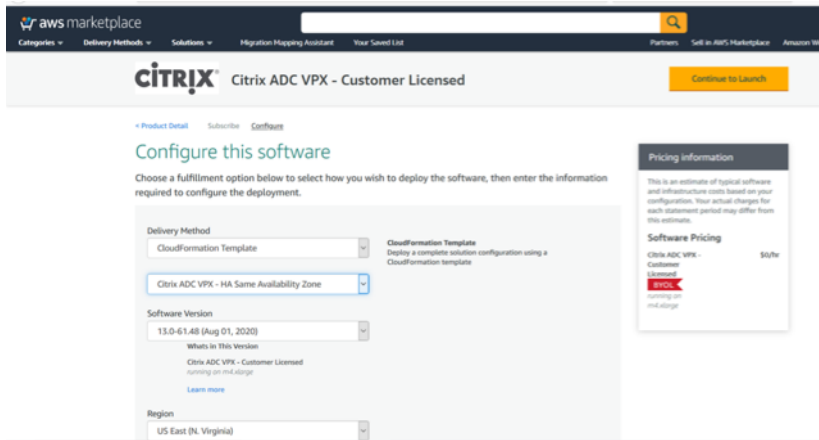 aws marketplace
Categories Delivery Methods Solutions Migration Mapping Assistant Your Saved List Partners Sell in AWS Marketplace Amazon W
CİTRIX Citrix ADC VPX - Customer Licensed Continue to Launch
< Product Detail Subscribe Configure
Configure this software
Choose a fulfillment option below to select how you wish to deploy the software, then enter the information
required to configure the deployment.
Delivery Method
CloudFormation Template
Citrix ADC VPX - HA Same Availability Zone
CloudFormation Template
Deploy a complete solution configuration using a
CloudFormation template
Software Version
13.0-61.48 (Aug 01, 2020)
Whats in This Version
Citrix ADC VPX - Customer Licensed
running on m4.xlarge
Learn more
Region
US East (N. Virginia)
Pricing information
This is an estimate of typical software
and infrastructure costs based on your
configuration. Your actual charges for
each statement period may differ from
this estimate.
Software Pricing
Citrix ADC VPX - $0/hr
Customer
Licensed
BYOL
running on
m4.xlarge